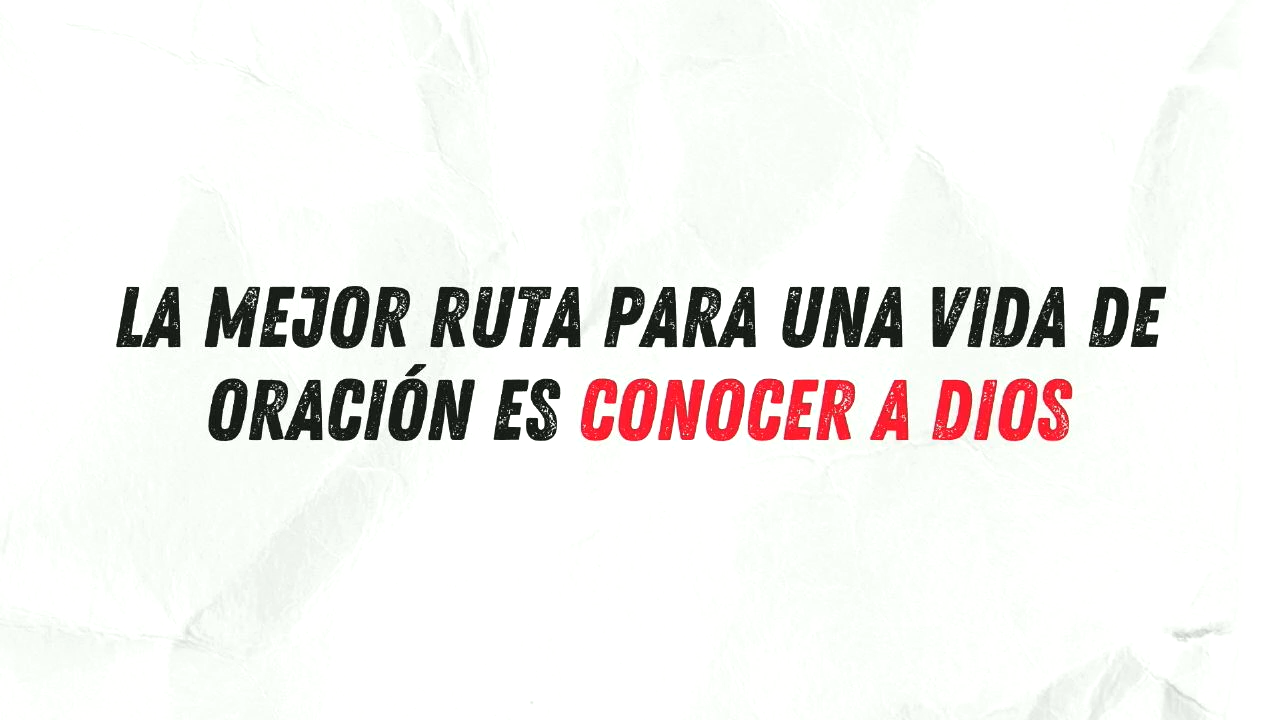 LA MEJOR RUTA PARA UNA VIDA DE
ORACIÓN ES CONOCER A DIOS